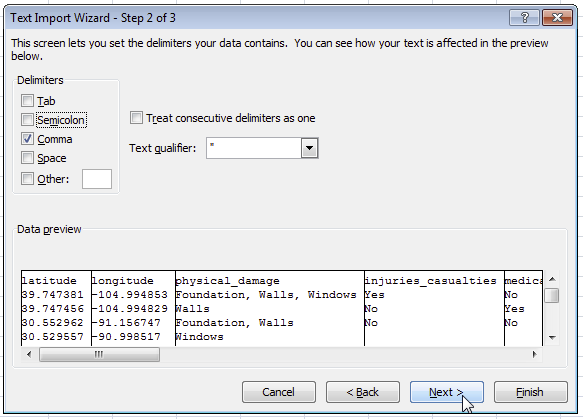 Text Import Wizard - Step 2 of 3
This screen lets you set the delimiters your data contains. You can see how your text is affected in the preview
below.
Delimiters
Tab
Semicolon
Comma
Space
Other:
Treat consecutive delimiters as one
Text qualifier: "
Data preview
latitude longitude physical_damage injuries_casualties medica
39.747381 -104.994853 Foundation, Walls, Windows Yes No
39.747456 -104.994829 Walls No Yes
30.552962 -91.156747 Foundation, Walls No No
30.529557 -90.998517 Windows
Cancel < Back Next > Finish